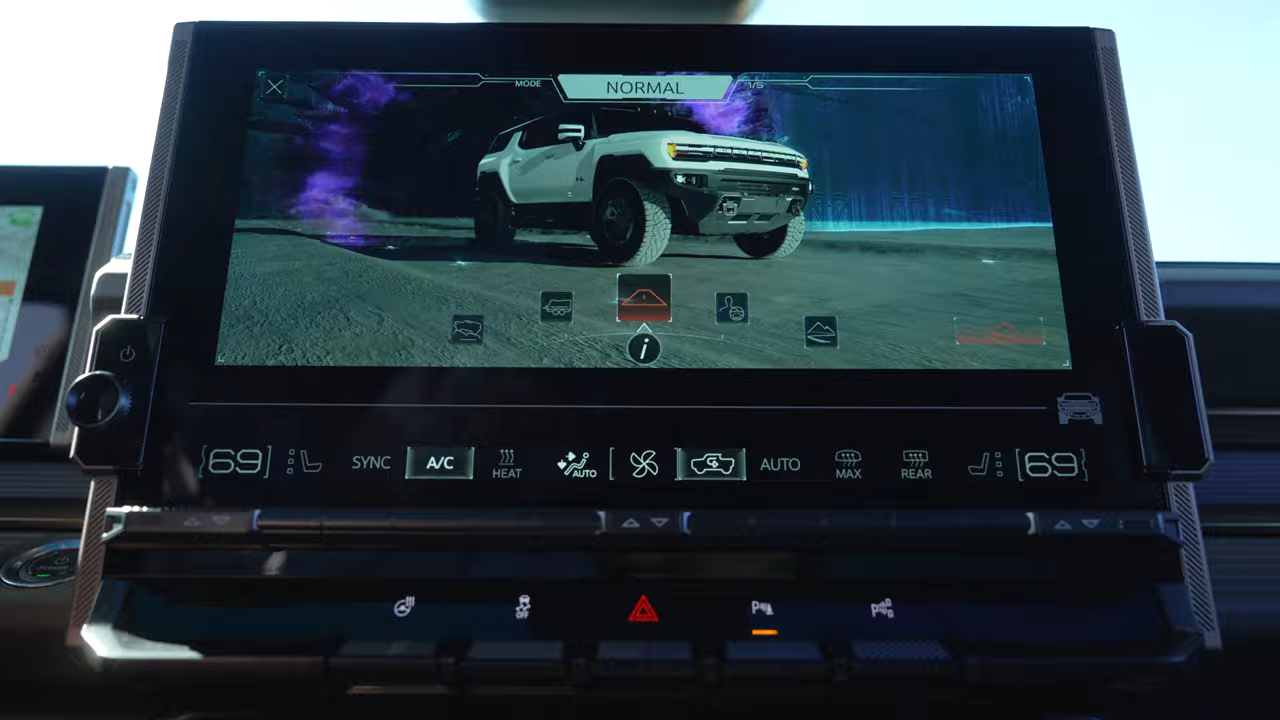 MODE
NORMAL
1/5
i
69
SYNC
A/C
HEAT
AUTO
AUTO
MAX
REAR
69
OFF
P
P